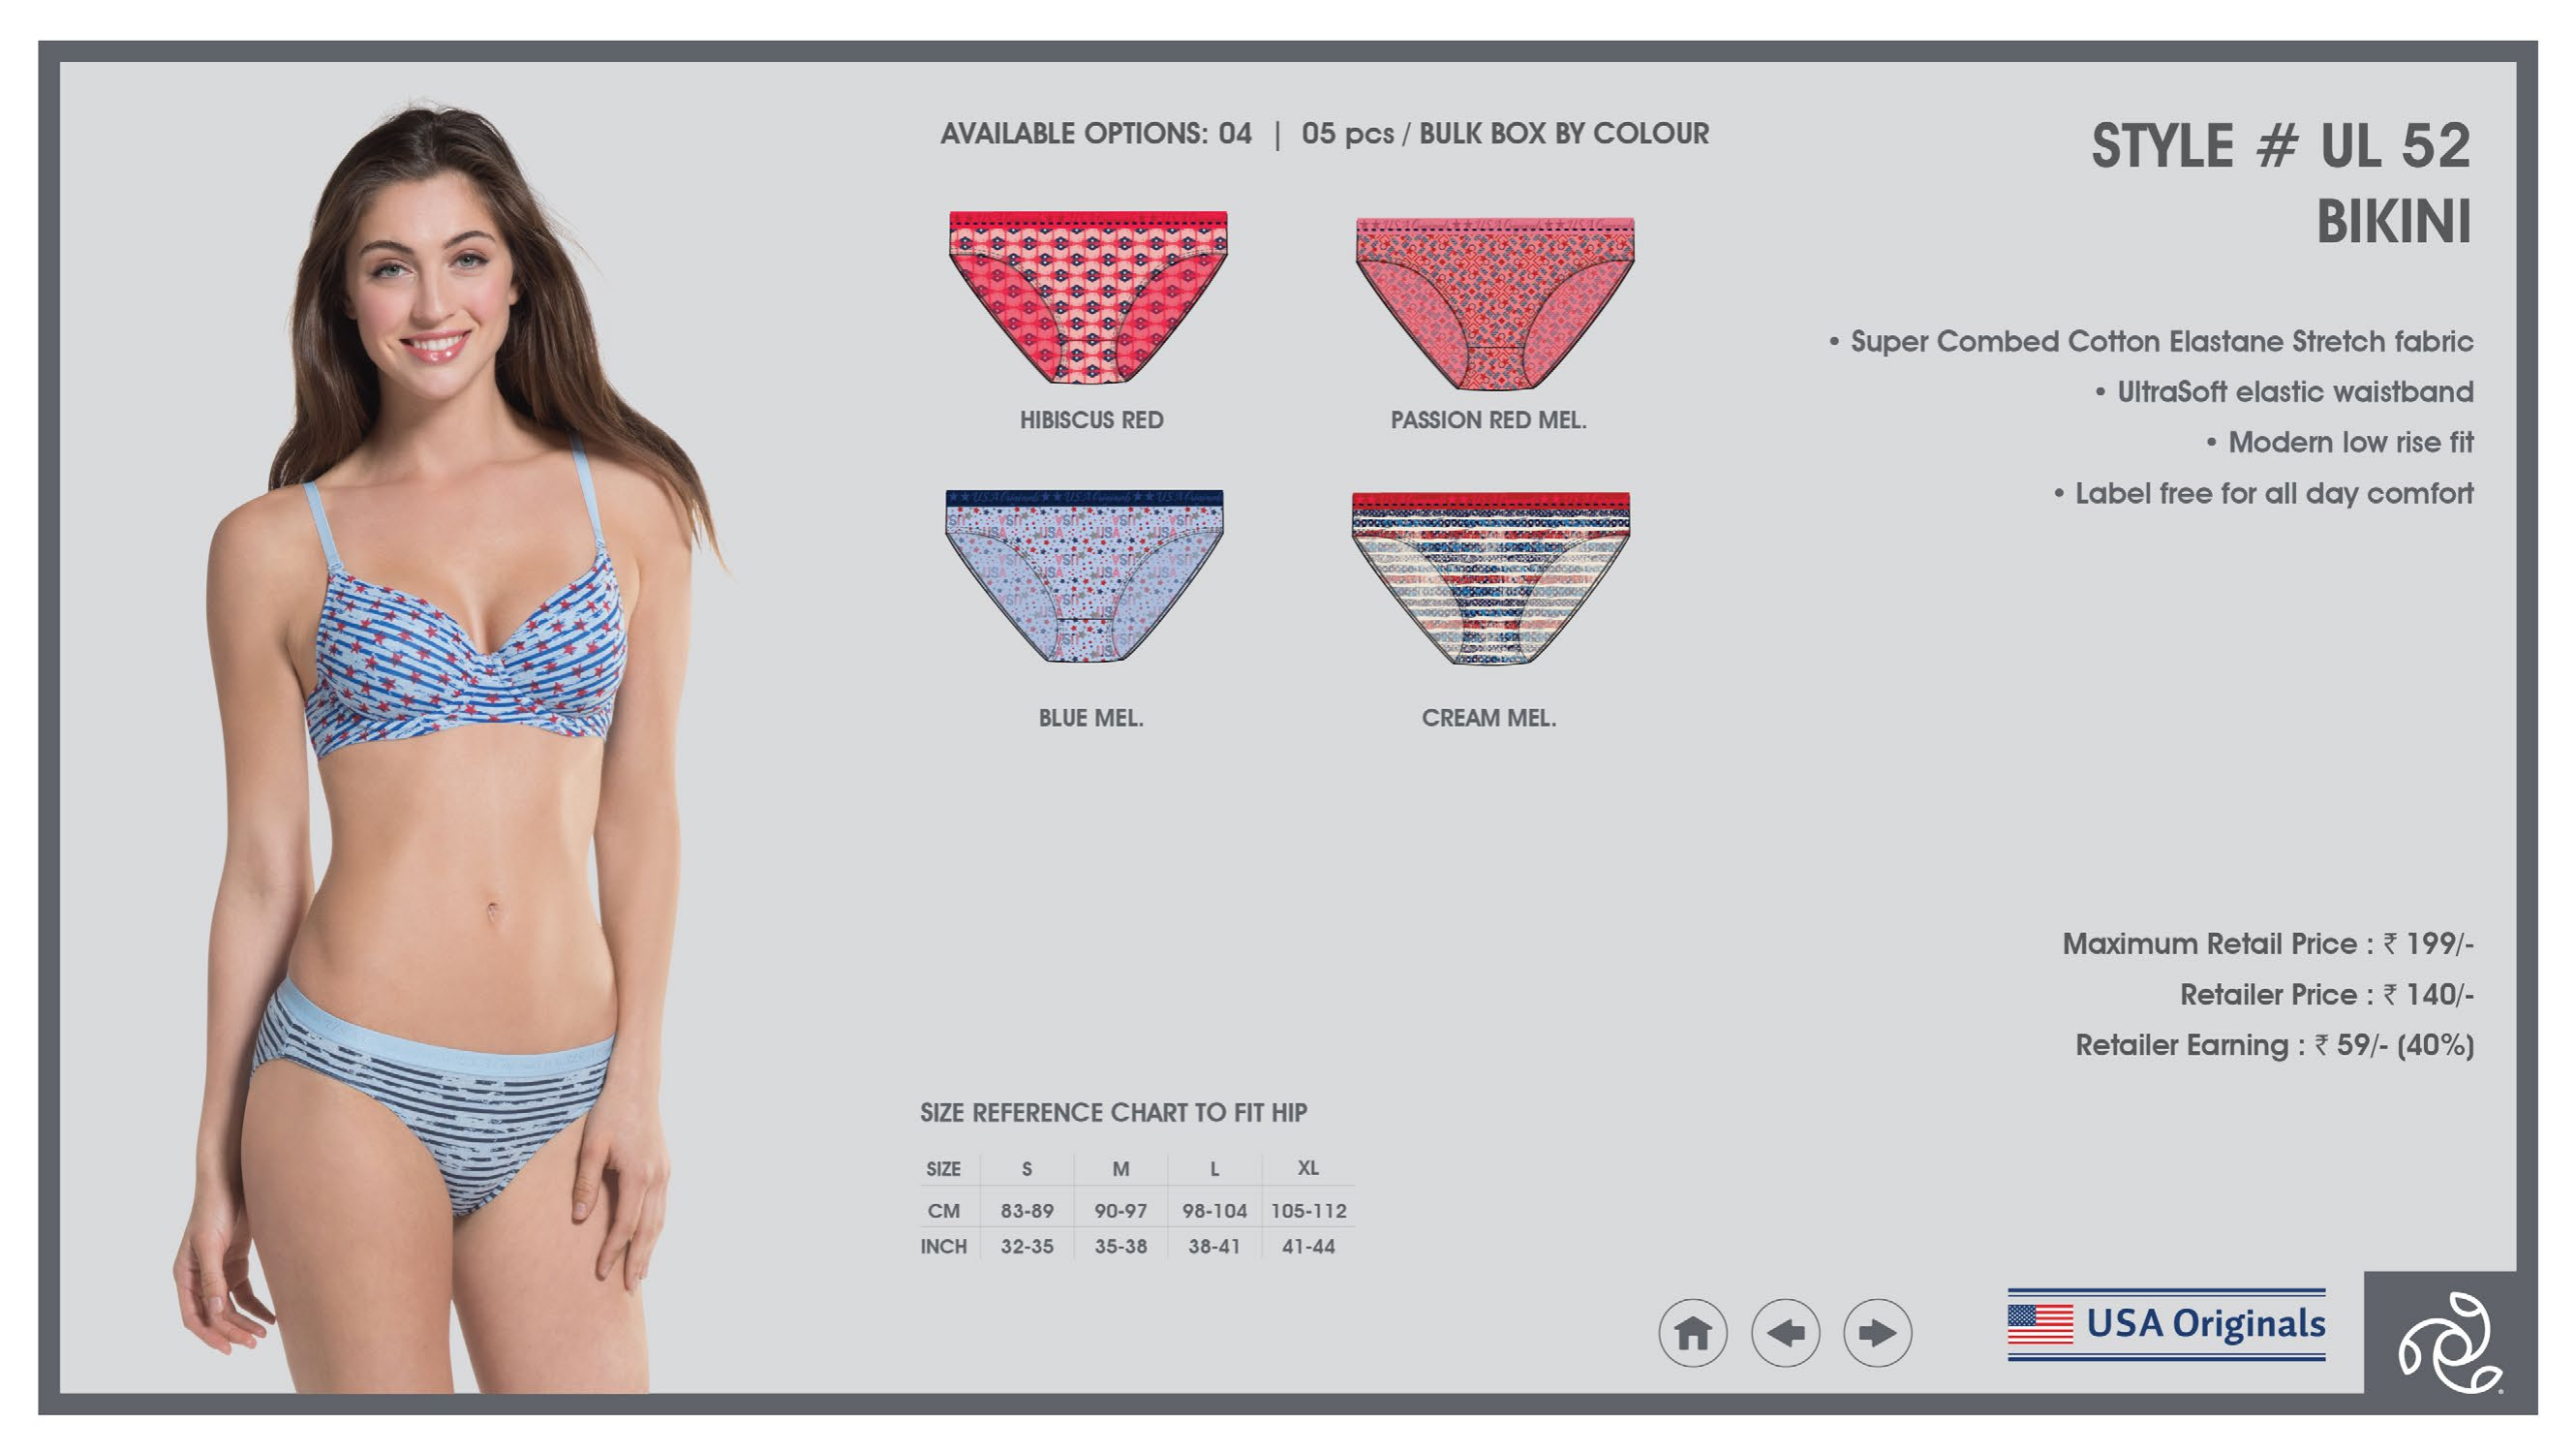 AVAILABLE OPTIONS: 04 | 05 pcs / BULK BOX BY COLOUR
STYLE # UL 52
BIKINI
HIBISCUS RED
PASSION RED MEL.
BLUE MEL.
CREAM MEL.
• Super Combed Cotton Elastane Stretch fabric
• UltraSoft elastic waistband
• Modern low rise fit
• Label free for all day comfort
Maximum Retail Price : ₹ 199/-
Retailer Price : ₹ 140/-
Retailer Earning : ₹ 59/- (40%)
SIZE REFERENCE CHART TO FIT HIP
SIZE S M L XL
CM 83-89 90-97 98-104 105-112
INCH 32-35 35-38 38-41 41-44
USA Originals